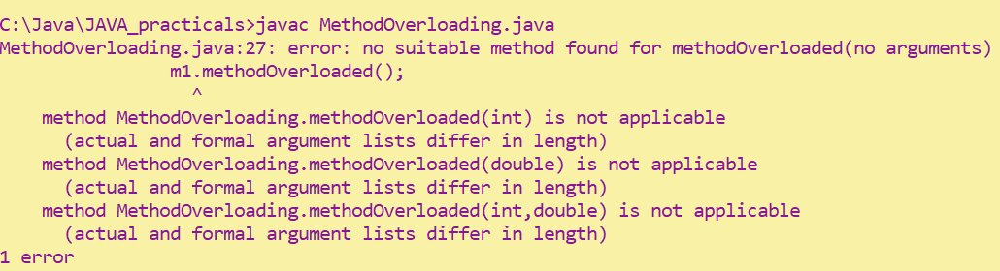 C:\Java\JAVA_practicals>javac MethodOverloading.java
MethodOverloading.java:27: error: no suitable method found for methodOverloaded(no arguments)
                m1.methodOverloaded();
                  ^
    method MethodOverloading.methodOverloaded(int) is not applicable
      (actual and formal argument lists differ in length)
    method MethodOverloading.methodOverloaded(double) is not applicable
      (actual and formal argument lists differ in length)
    method MethodOverloading.methodOverloaded(int,double) is not applicable
      (actual and formal argument lists differ in length)
1 error